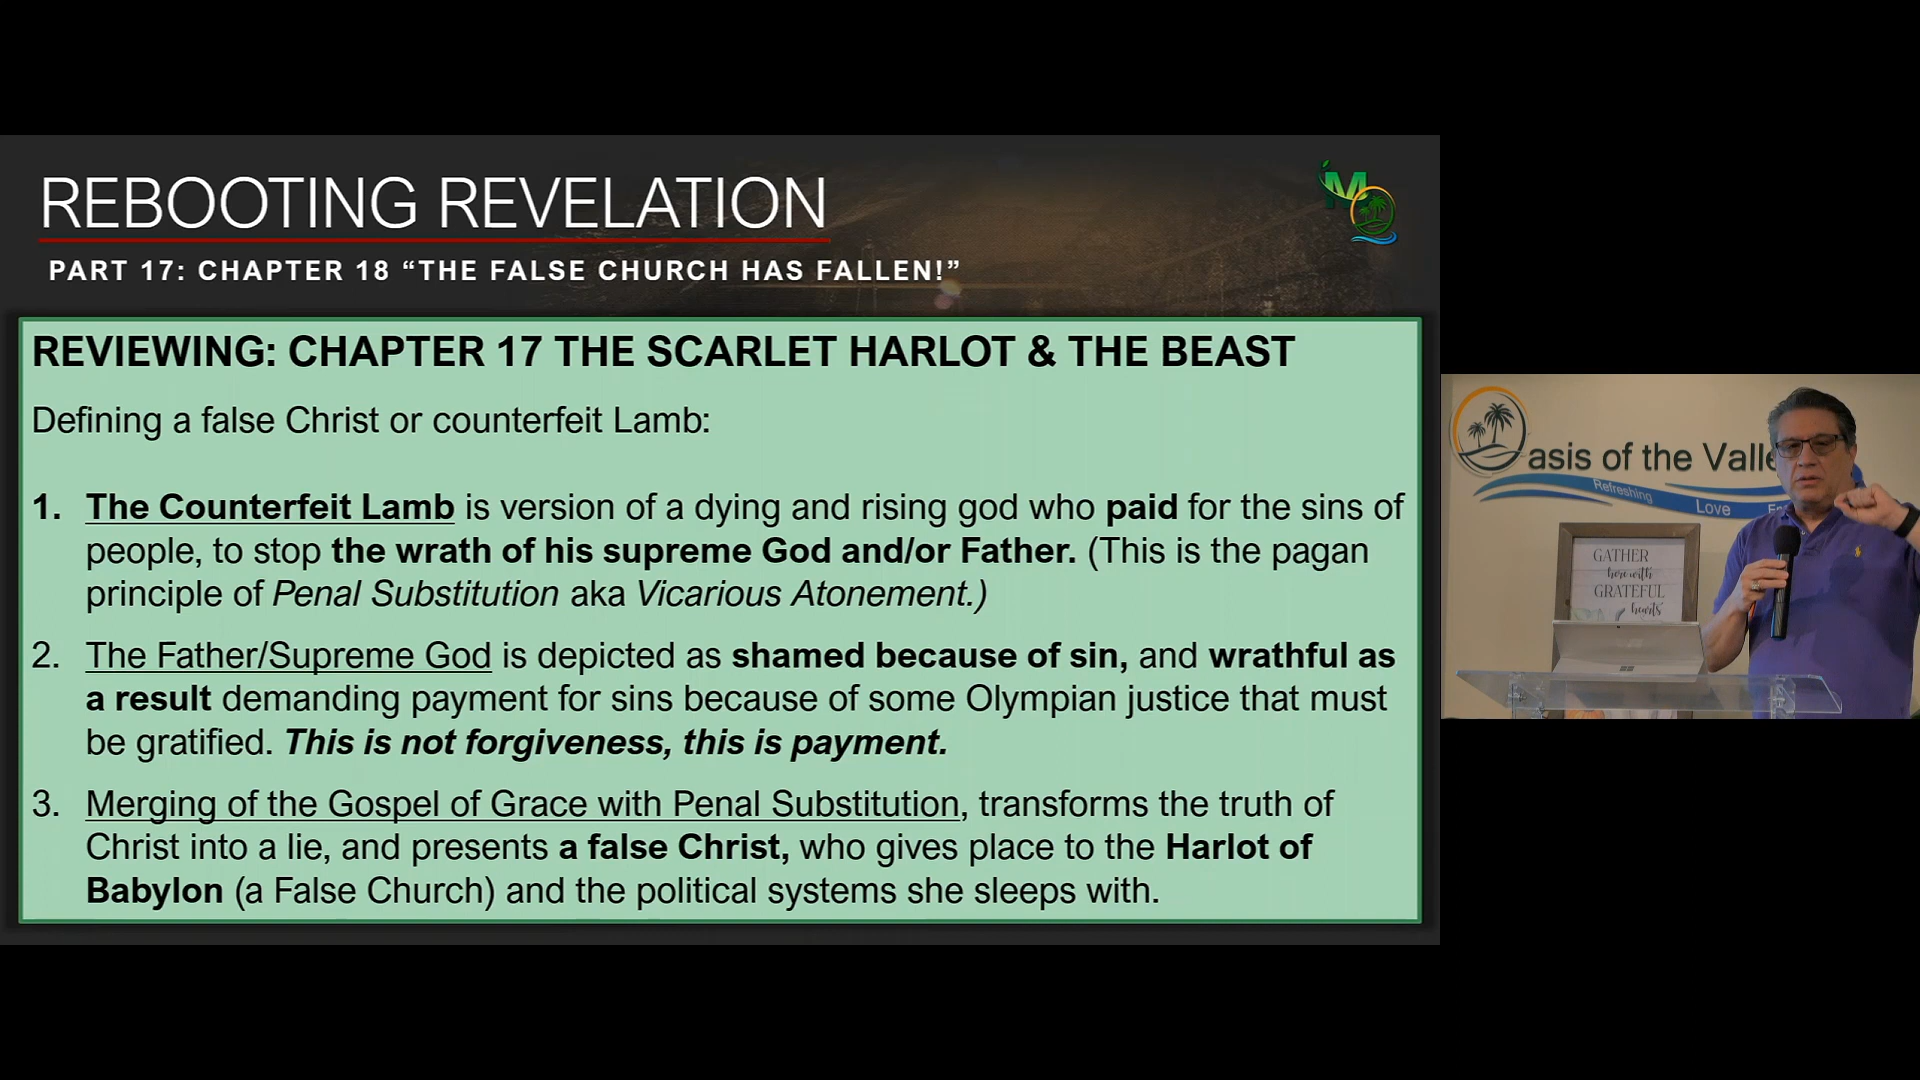 REBOOTING REVELATION
PART 17: CHAPTER 18 “THE FALSE CHURCH HAS FALLEN!”
M
REVIEWING: CHAPTER 17 THE SCARLET HARLOT & THE BEAST
Defining a false Christ or counterfeit Lamb:
1. The Counterfeit Lamb is version of a dying and rising god who paid for the sins of
people, to stop the wrath of his supreme God and/or Father. (This is the pagan
principle of Penal Substitution aka Vicarious Atonement.)
2. The Father/Supreme God is depicted as shamed because of sin, and wrathful as
a result demanding payment for sins because of some Olympian justice that must
be gratified. This is not forgiveness, this is payment.
3. Merging of the Gospel of Grace with Penal Substitution, transforms the truth of
Christ into a lie, and presents a false Christ, who gives place to the Harlot of
Babylon (a False Church) and the political systems she sleeps with.
asis of the Valle
Refreshing
Love
GATHER
here with
GRATEFUL
hearts